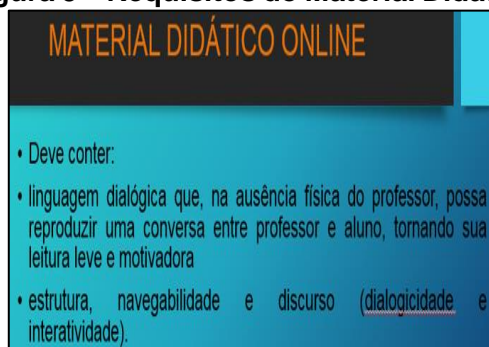 MATERIAL DIDÁTICO ONLINE
• Deve conter:
• linguagem dialógica que, na ausência física do professor, possa
reproduzir uma conversa entre professor e aluno, tornando sua
leitura leve e motivadora
• estrutura, navegabilidade e discurso (dialogicidade e
interatividade).